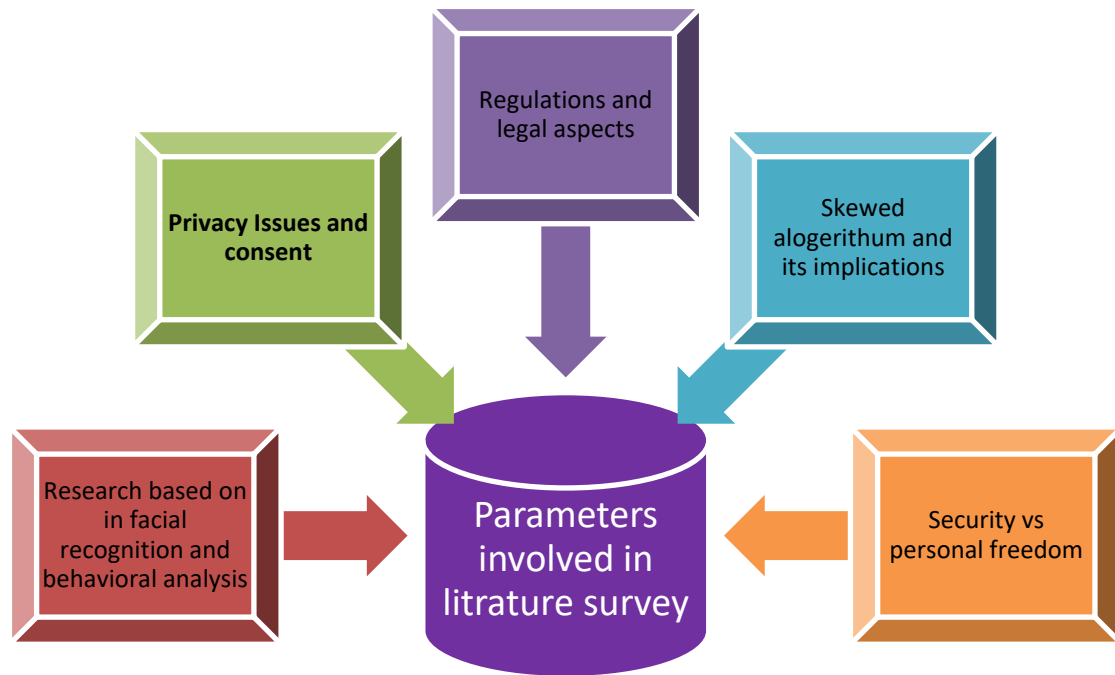 Regulations and
legal aspects
Privacy Issues and
consent
Skewed
alogerithum and
its implications
Research based on
in facial
recognition and
behavioral analysis
Parameters
involved in
litrature survey
Security vs
personal freedom